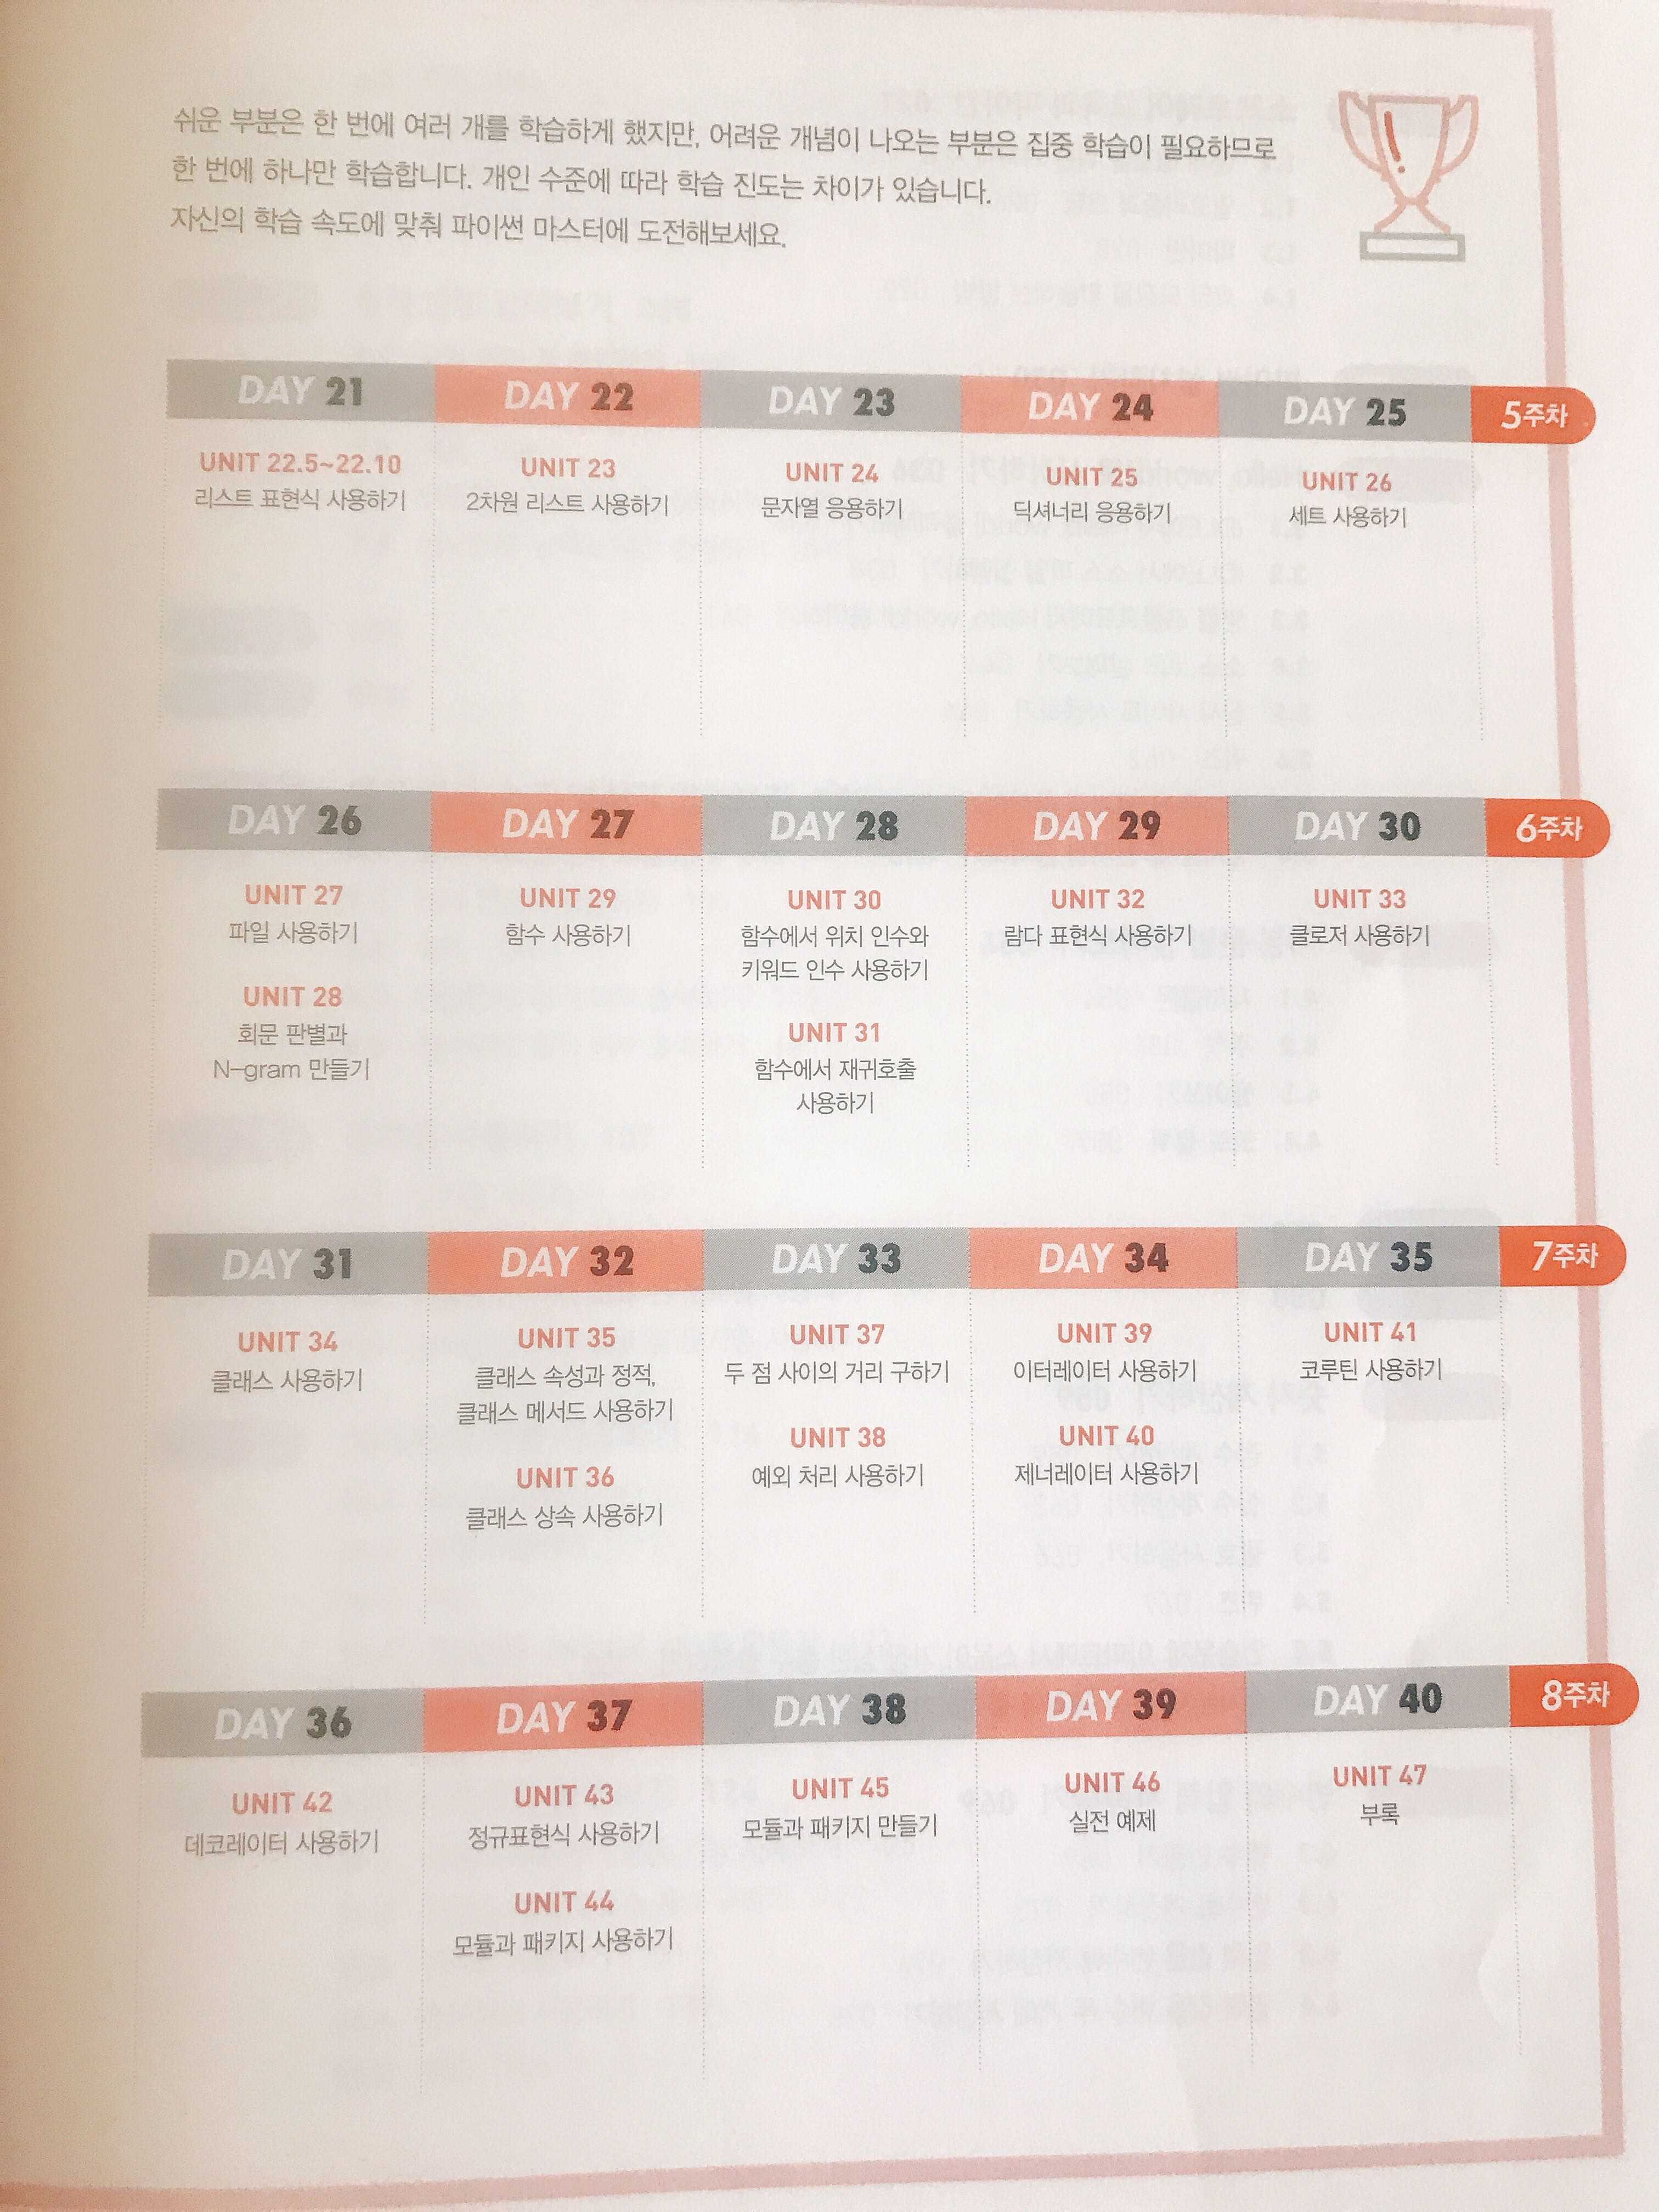 쉬운 부분은 한 번에 여러 개를 학습하게 했지만, 어려운 개념이 나오는 부분은 집중 학습이 필요하므로
한 번에 하나만 학습합니다. 개인 수준에 따라 학습 진도는 차이가 있습니다.
자신의 학습 속도에 맞춰 파이썬 마스터에 도전해보세요.
DAY 21 DAY 22 DAY 23 DAY 24 DAY 25 5주차
UNIT 22.5~22.10
리스트 표현식 사용하기
UNIT 23
2차원 리스트 사용하기
UNIT 24
문자열 응용하기
UNIT 25
딕셔너리 응용하기
UNIT 26
세트 사용하기
DAY 26 DAY 27 DAY 28 DAY 29 DAY 30 6주차
UNIT 27
파일 사용하기
UNIT 28
회문 판별과
N-gram 만들기
UNIT 29
함수 사용하기
UNIT 30
함수에서 위치 인수와
키워드 인수 사용하기
UNIT 31
함수에서 재귀호출
사용하기
UNIT 32
람다 표현식 사용하기
UNIT 33
클로저 사용하기
DAY 31 DAY 32 DAY 33 DAY 34 DAY 35 7주차
UNIT 34
클래스 사용하기
UNIT 35
클래스 속성과 정적,
클래스 메서드 사용하기
UNIT 36
클래스 상속 사용하기
UNIT 37
두 점 사이의 거리 구하기
UNIT 38
예외 처리 사용하기
UNIT 39
이터레이터 사용하기
UNIT 40
제너레이터 사용하기
UNIT 41
코루틴 사용하기
DAY 36 DAY 37 DAY 38 DAY 39 DAY 40 8주차
UNIT 42
데코레이터 사용하기
UNIT 43
정규표현식 사용하기
UNIT 44
모듈과 패키지 사용하기
UNIT 45
모듈과 패키지 만들기
UNIT 46
실전 예제
UNIT 47
부록